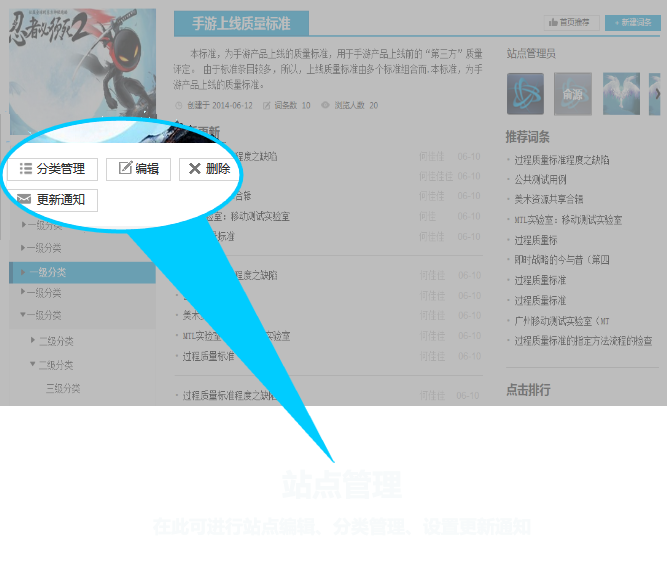 忍者必须死2
手游上线质量标准
首页推荐
+ 新建词条
本标准，为手游产品上线的质量标准，用于手游产品上线前的“第三方”质量
评定。由于标准条目较多，所以，上线质量标准由多个标准组合而.本标准，为手
游产品上线的质量标准。
创建于 2014-06-12 词条数 10 浏览人数 20
更新
分类管理
编辑
删除
更新通知
一级分类
一级分类
一级分类
一级分类
一级分类
二级分类
二级分类
三级分类
程度之缺陷 何佳佳 06-10
何佳佳佳 06-10
合辑 何佳佳 06-10
实验室：移动测试实验室 何佳 06-10
量标准 何佳佳 06-10
过 标准程度之缺陷 何佳佳 06-10
何佳佳 06-10
美术 何佳佳 06-10
MTL实验 实验室 何佳佳 06-10
过程质量标准 何佳佳 06-10
过程质量标准程度之缺陷 何佳佳 06-10
站点管理员
俞源
推荐词条
过程质量标准程度之缺陷
公共测试用例
美术资源共享合辑
MTL实验室：移动测试实验室
过程质量标
即时战略的今与昔（第四
过程质量标准
过程质量标准
广州移动测试实验室（MT
过程质量标准的指定方法流程的检查
点击排行
站点管理
在此可进行站点编辑、分类管理、设置更新通知